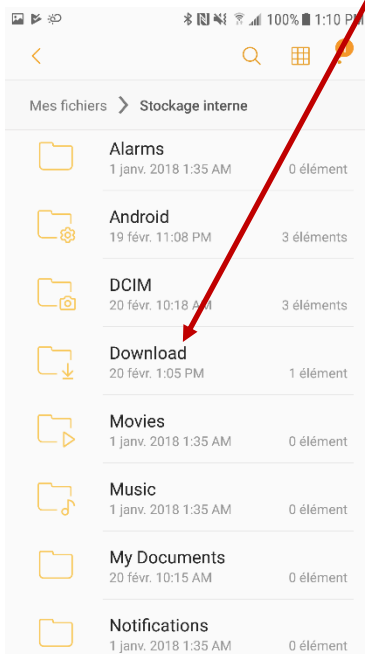 100% 1:10 PM
Mes fichiers > Stockage interne
Alarms
1 janv. 2018 1:35 AM 0 élément
Android
19 févr. 11:08 PM 3 éléments
DCIM
20 févr. 10:18 AM 3 éléments
Download
20 févr. 1:05 PM 1 élément
Movies
1 janv. 2018 1:35 AM 0 élément
Music
1 janv. 2018 1:35 AM 0 élément
My Documents
20 févr. 10:15 AM 0 élément
Notifications
1 janv. 2018 1:35 AM 0 élément